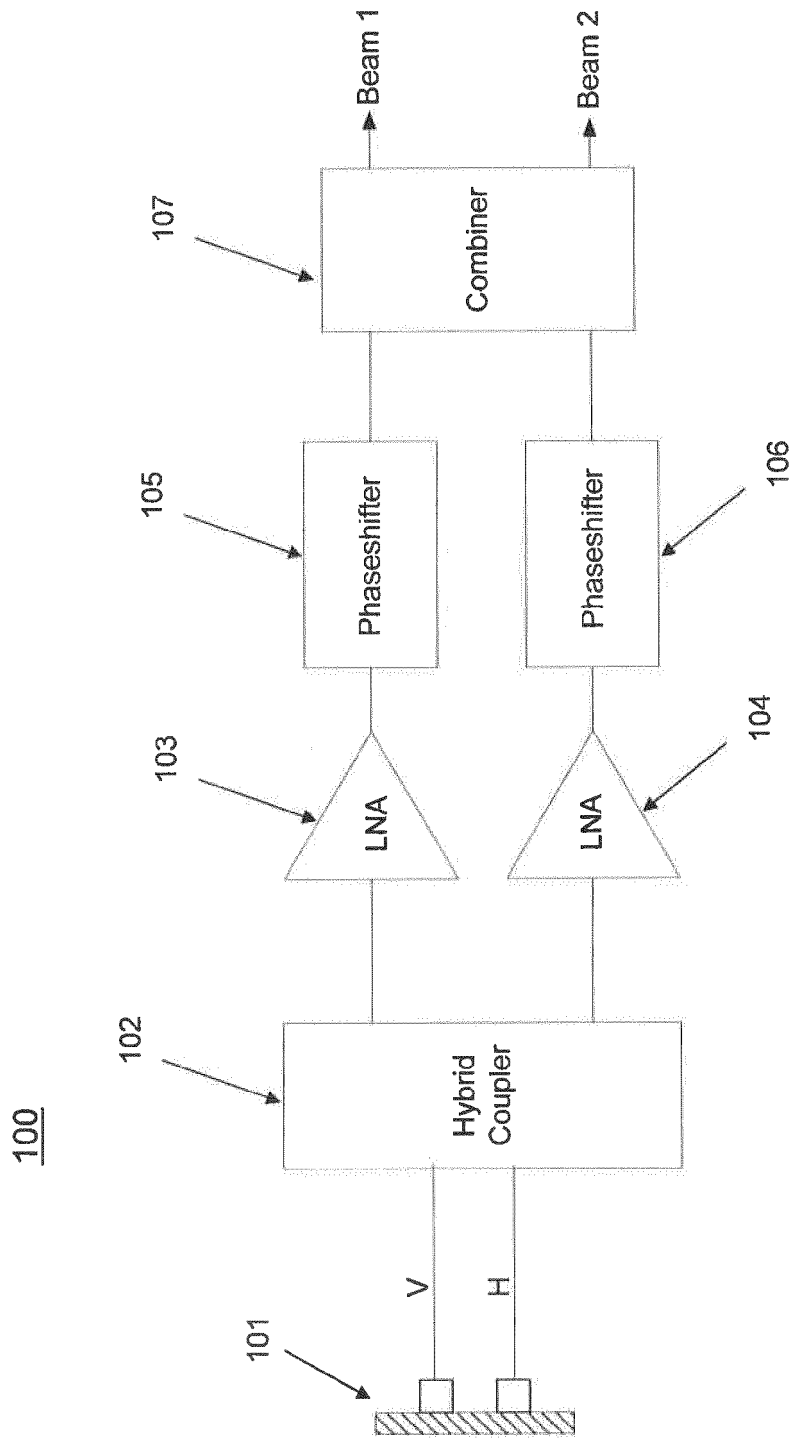 100
101
V
H
102
Hybrid
Coupler
103
LNA
LNA
104
105
Phaseshifter
Phaseshifter
106
107
Combiner
Beam 1
Beam 2